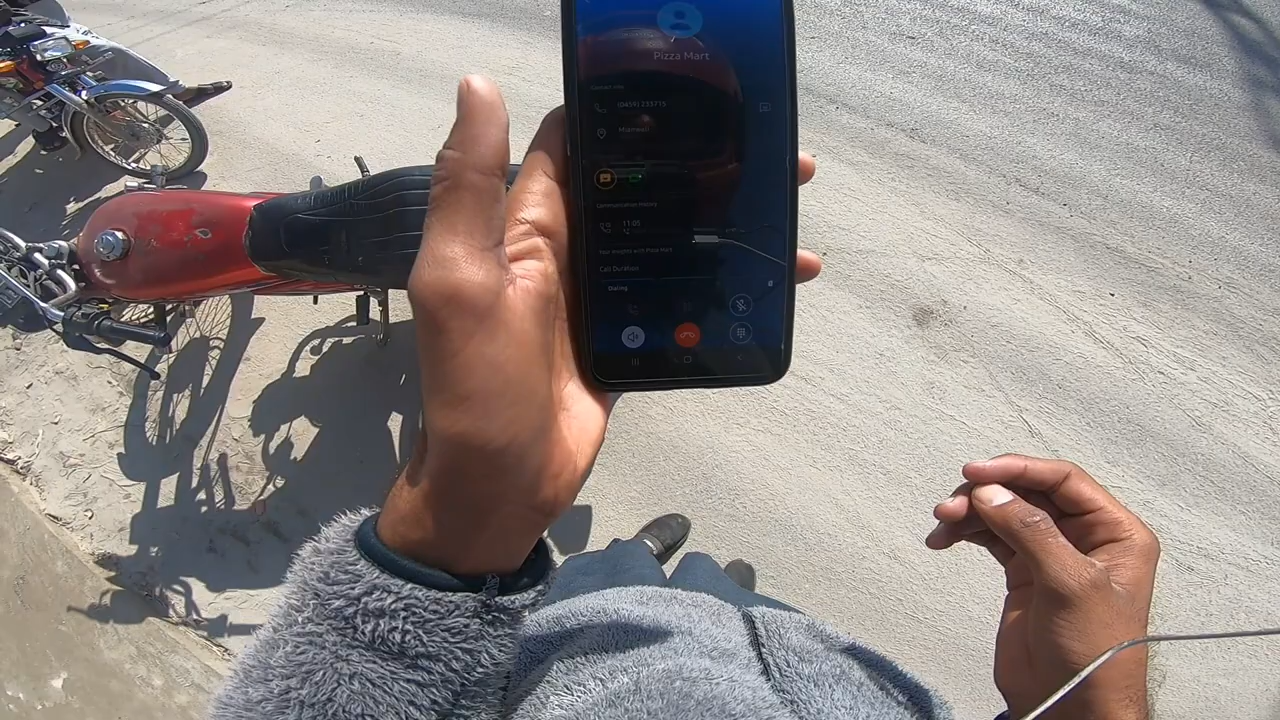 Pizza Mart
Contact info
(0459) 233715
Mianwali
Communication History
11:05
Your insights with Pizza Mart
Call Duration
Dialing